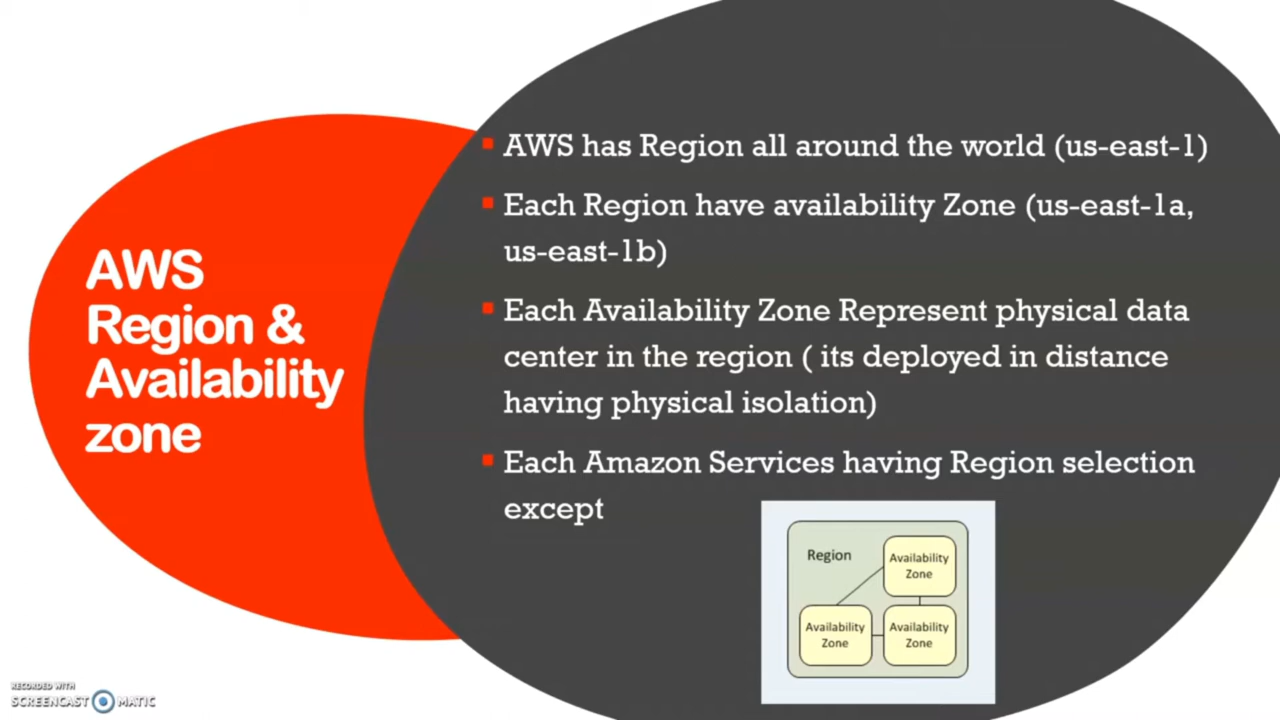 AWS
Region &
Availability
zone
AWS has Region all around the world (us-east-1)
Each Region have availability Zone (us-east-1a,
us-east-1b)
Each Availability Zone Represent physical data
center in the region ( its deployed in distance
having physical isolation)
Each Amazon Services having Region selection
except
Region
Availability
Zone
Availability
Zone
Availability
Zone
RECORDED WITH
SCREENCAST MATIC